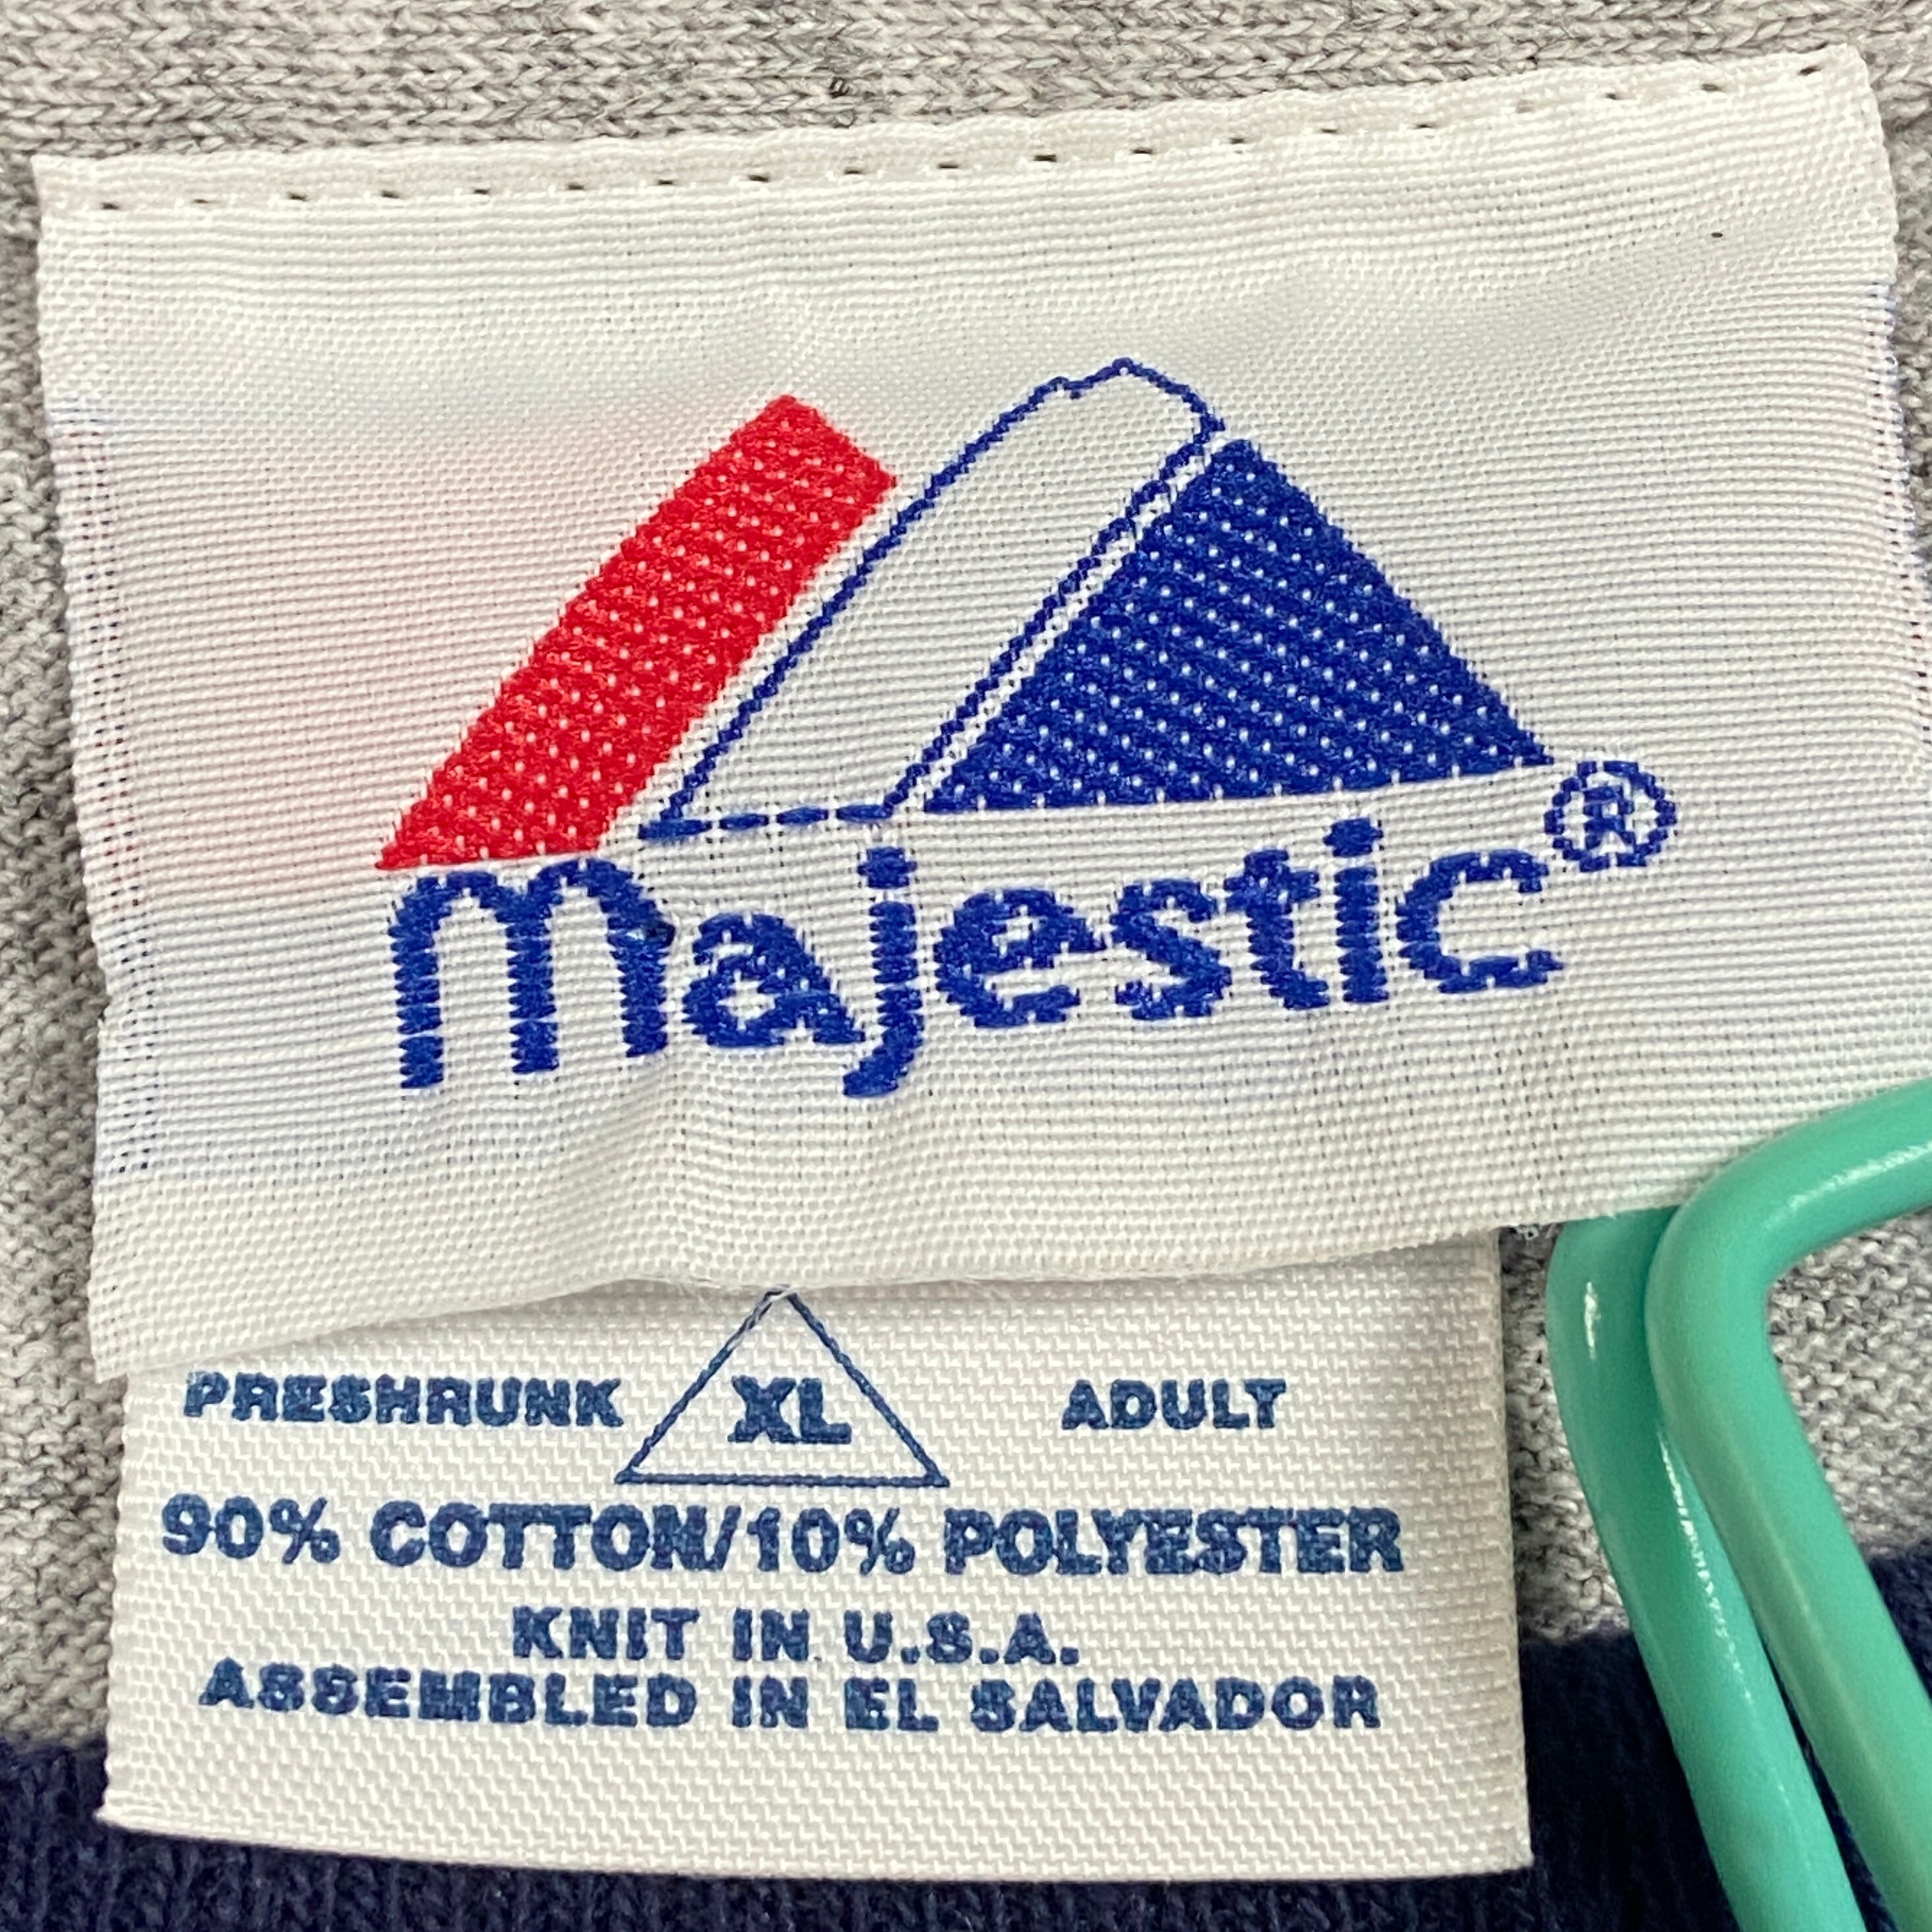 majestic®
PRESHRUNK XL ADULT
90% COTTON/10% POLYESTER
KNIT IN U.S.A.
ASSEMBLED IN EL SALVADOR